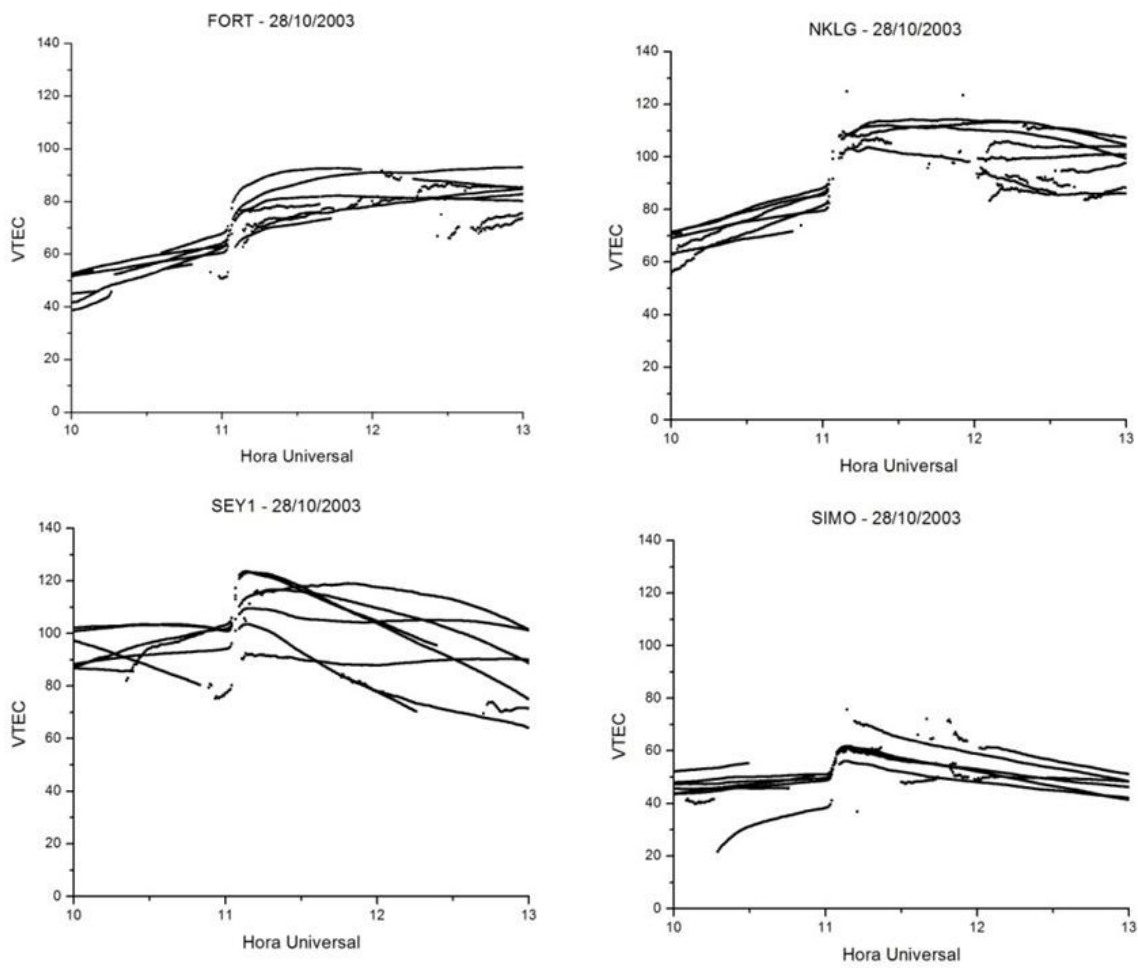 FORT - 28/10/2003
140
120
100
80
60
40
20
0
VTEC
10 11 12 13
Hora Universal
NKLG - 28/10/2003
140
120
100
80
60
40
20
0
VTEC
10 11 12 13
Hora Universal
SEY1 - 28/10/2003
140
120
100
80
60
40
20
0
VTEC
10 11 12 13
Hora Universal
SIMO - 28/10/2003
140
120
100
80
60
40
20
0
VTEC
10 11 12 13
Hora Universal